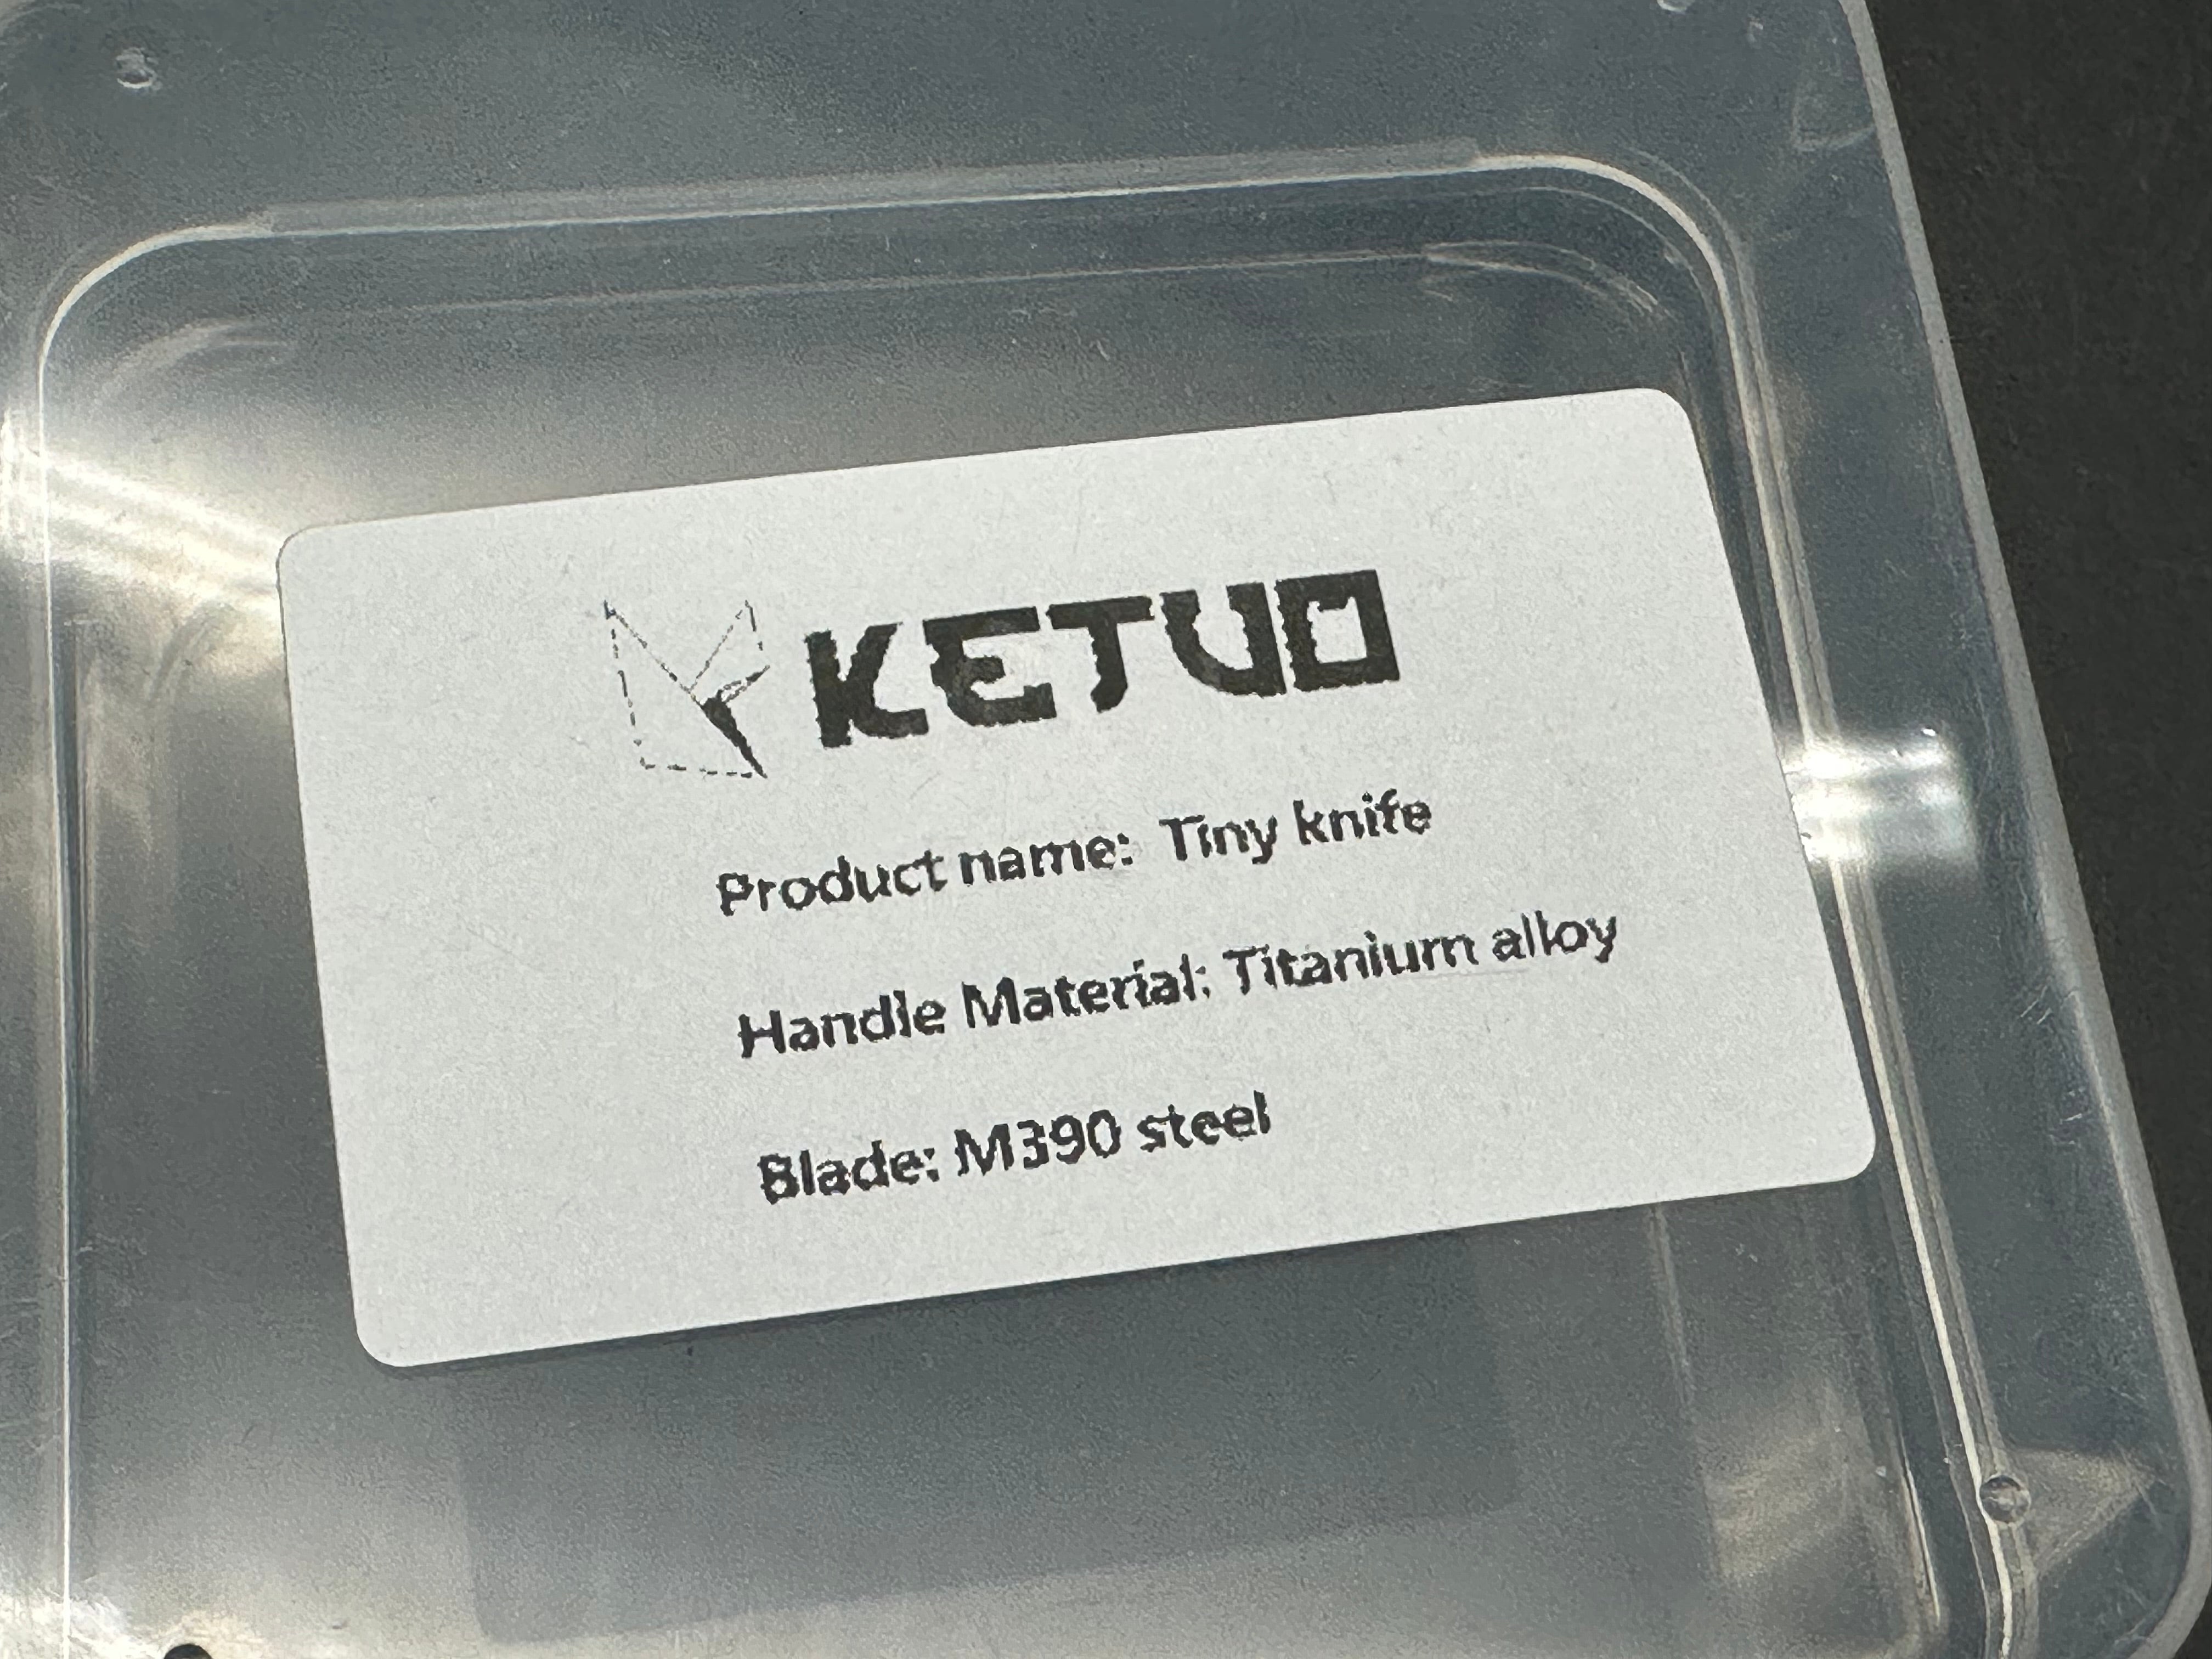 KETUO
Product name: Tiny knife
Handle Material: Titanium alloy
Blade: M390 steel